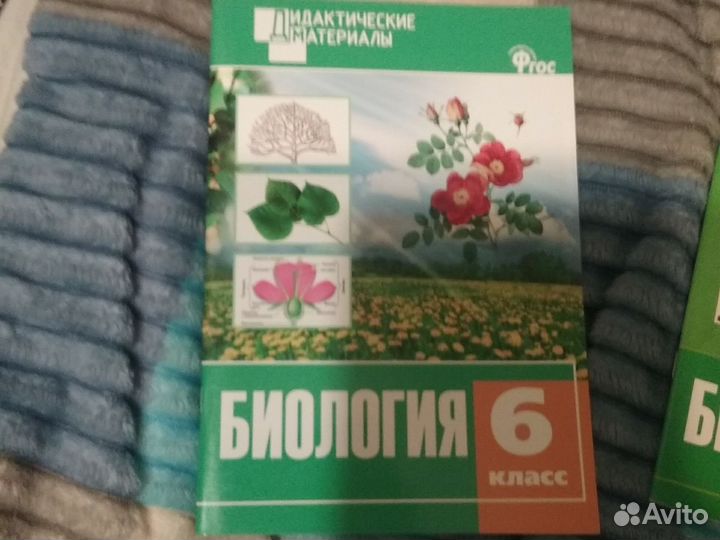 Дидактические
материалы
ФГОС
Биология
6
класс
Б
Avito